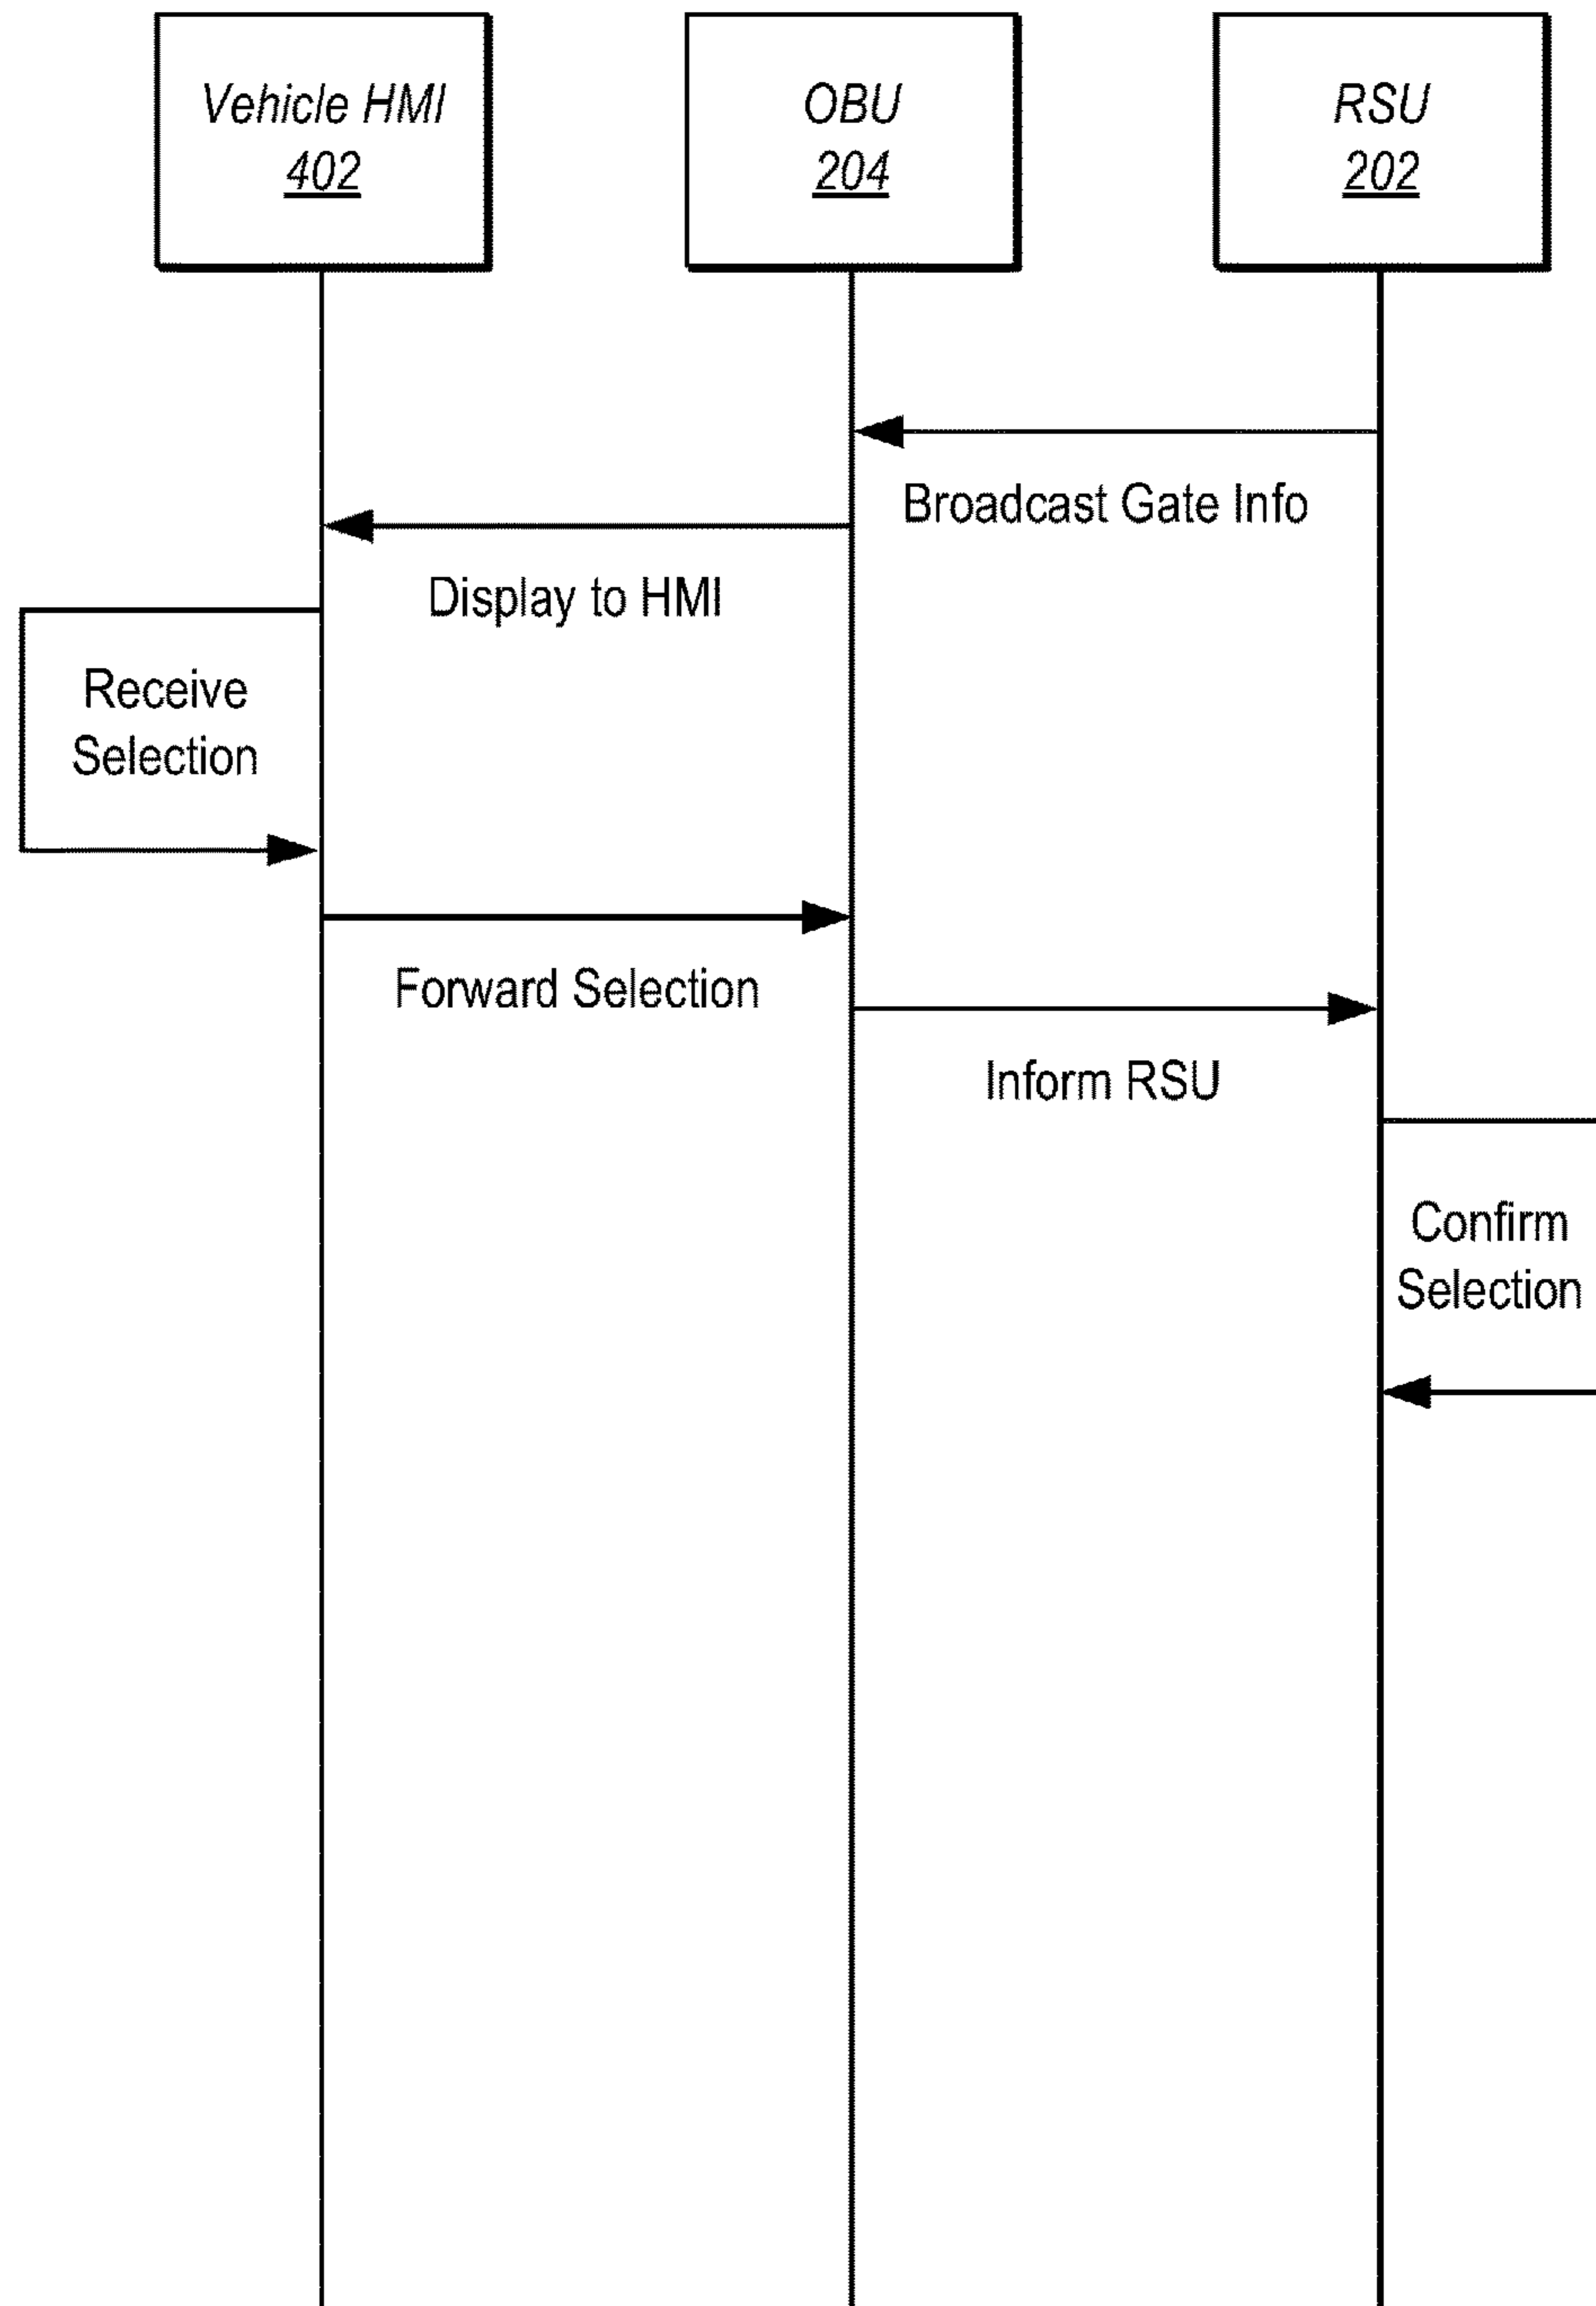 Vehicle HMI
402
OBU
204
RSU
202
Broadcast Gate Info
Display to HMI
Receive
Selection
Forward Selection
Inform RSU
Confirm
Selection